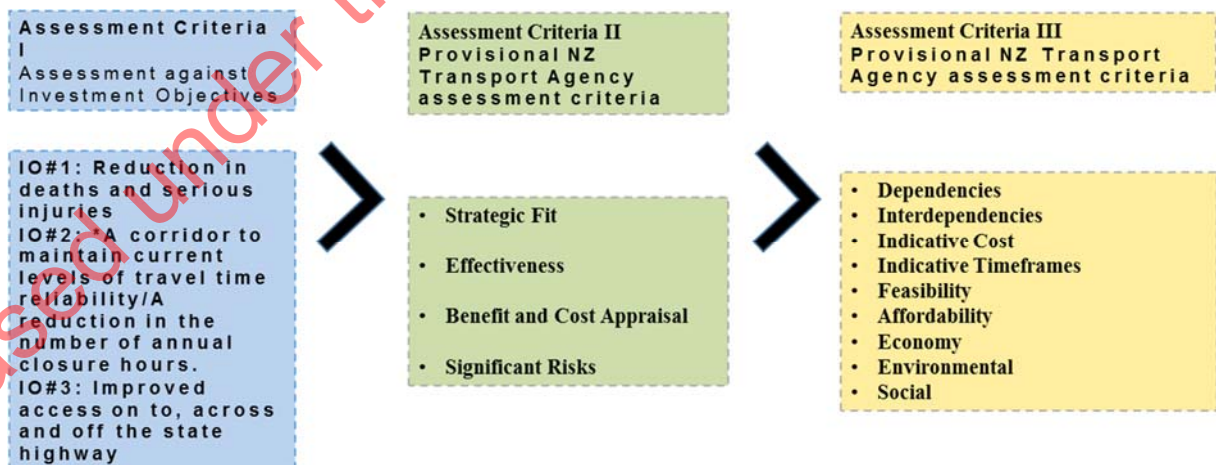 Assessment Criteria
I
Assessment against
Investment Objectives
IO#1: Reduction in
deaths and serious
injuries
IO#2: *A corridor to
maintain current
levels of travel time
reliability/A
reduction in the
number of annual
closure hours.
IO#3: Improved
access on to, across
and off the state
highway
Assessment Criteria II
Provisional NZ
Transport Agency
assessment criteria
• Strategic Fit
• Effectiveness
• Benefit and Cost Appraisal
• Significant Risks
Assessment Criteria III
Provisional NZ Transport
Agency assessment criteria
• Dependencies
• Interdependencies
• Indicative Cost
• Indicative Timeframes
• Feasibility
• Affordability
• Economy
• Environmental
• Social
ased under t